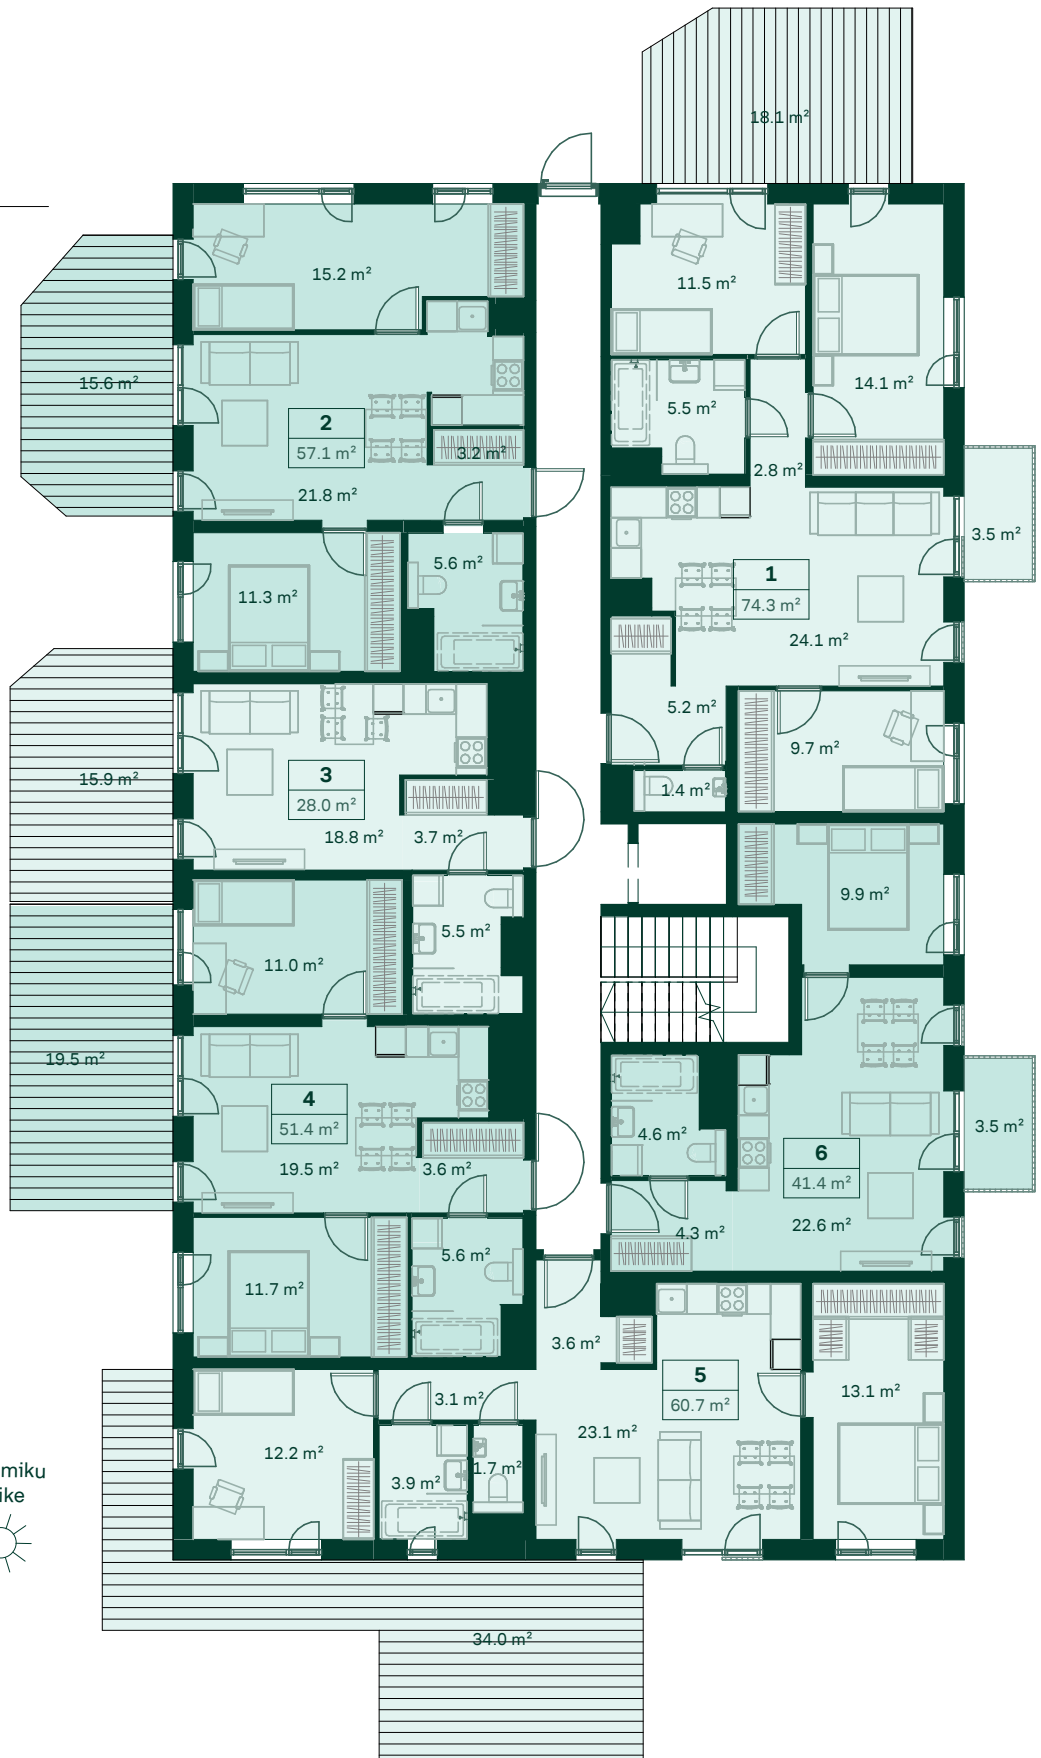 18.1 m²
15.2 m²
11.5 m²
14.1 m²
15.6 m²
5.5 m²
2
57.1 m²
3.2 m²
2.8 m²
21.8 m²
3.5 m²
5.6 m²
11.3 m²
1
74.3 m²
24.1 m²
5.2 m²
9.7 m²
15.9 m²
3
28.0 m²
1.4 m²
18.8 m²
3.7 m²
9.9 m²
5.5 m²
11.0 m²
19.5 m²
4
51.4 m²
4.6 m²
3.5 m²
6
41.4 m²
19.5 m²
3.6 m²
22.6 m²
4.3 m²
5.6 m²
11.7 m²
3.6 m²
5
60.7 m²
13.1 m²
3.1 m²
23.1 m²
12.2 m²
1.7 m²
miku
3.9 m²
ike
34.0 m²